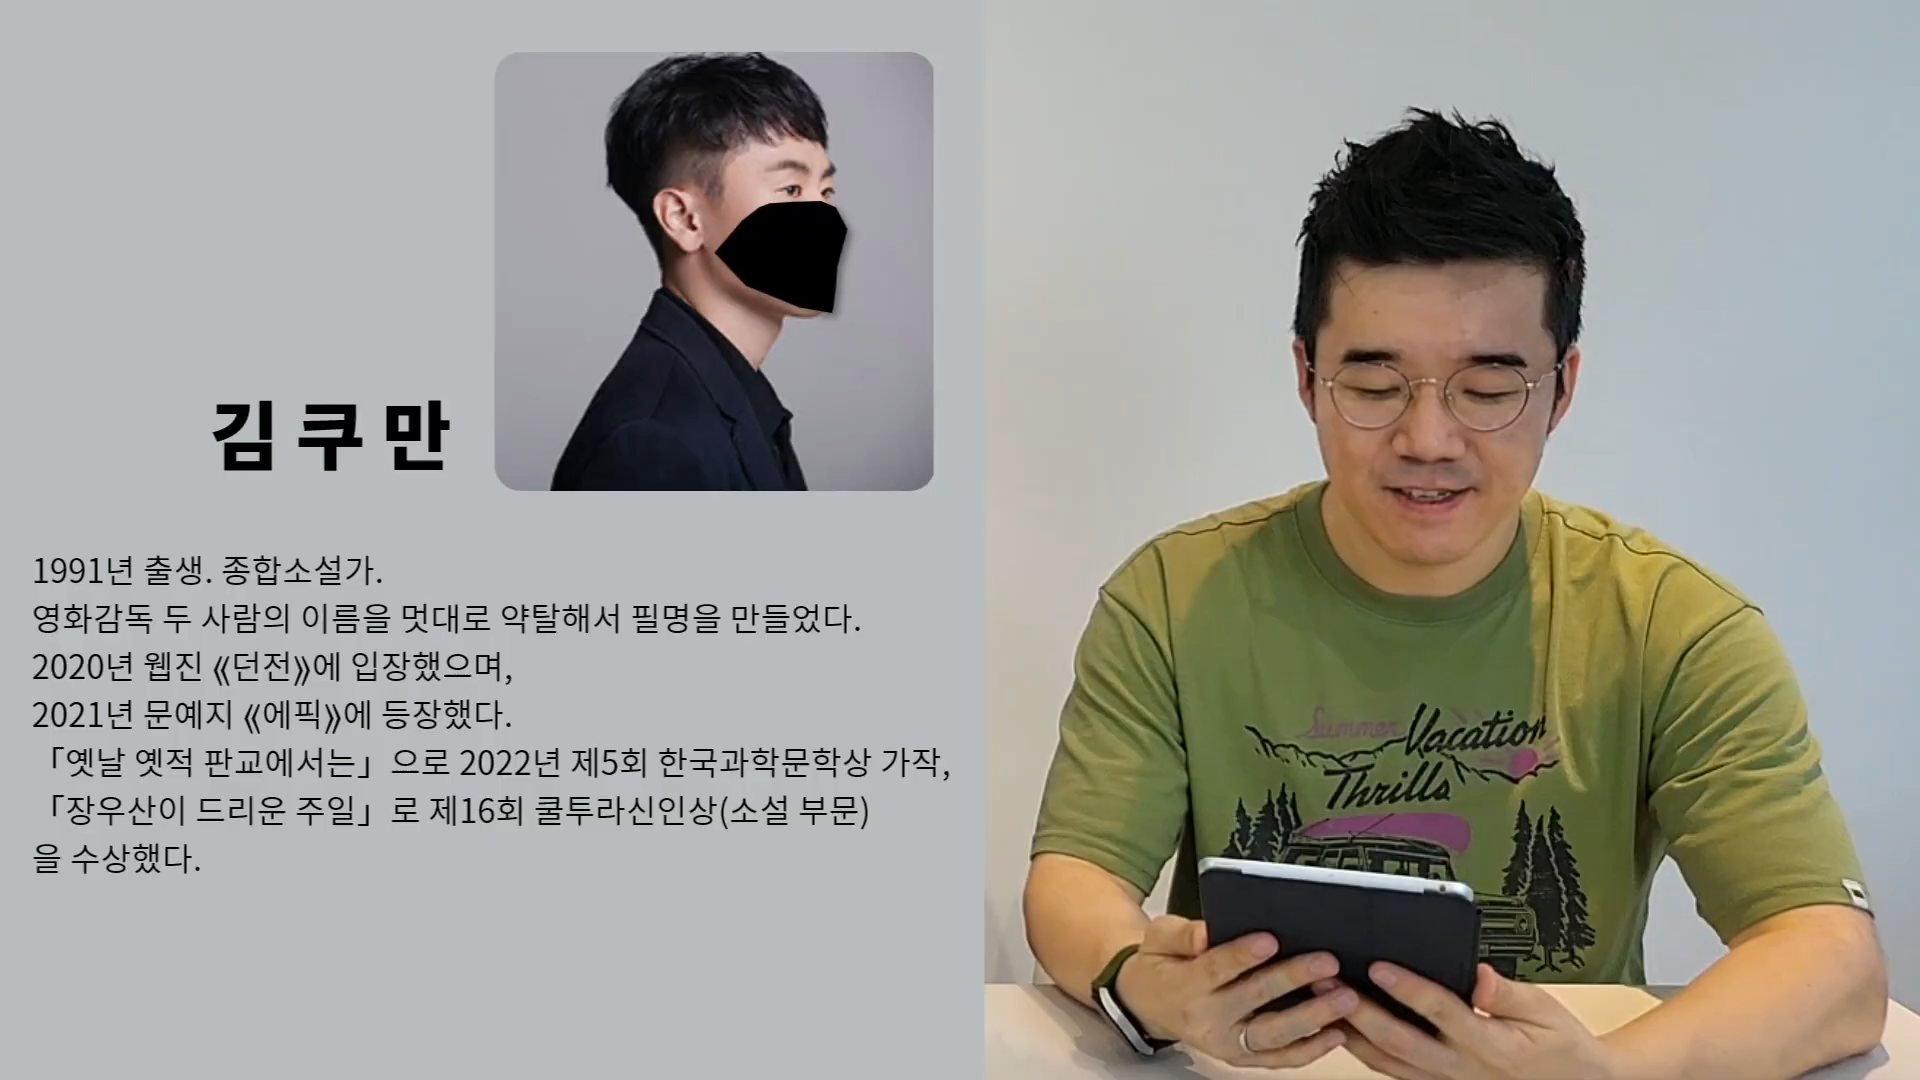 김쿠만
1991년 출생. 종합소설가.
영화감독 두 사람의 이름을 멋대로 약탈해서 필명을 만들었다.
2020년 웹진 《던전》에 입장했으며,
2021년 문예지 《에픽》에 등장했다.
「옛날 옛적 판교에서는」으로 2022년 제5회 한국과학문학상 가작,
「장우산이 드리운 주일」로 제16회 쿨투라신인상(소설 부문)
을 수상했다.
Summer Vacation
Thrills